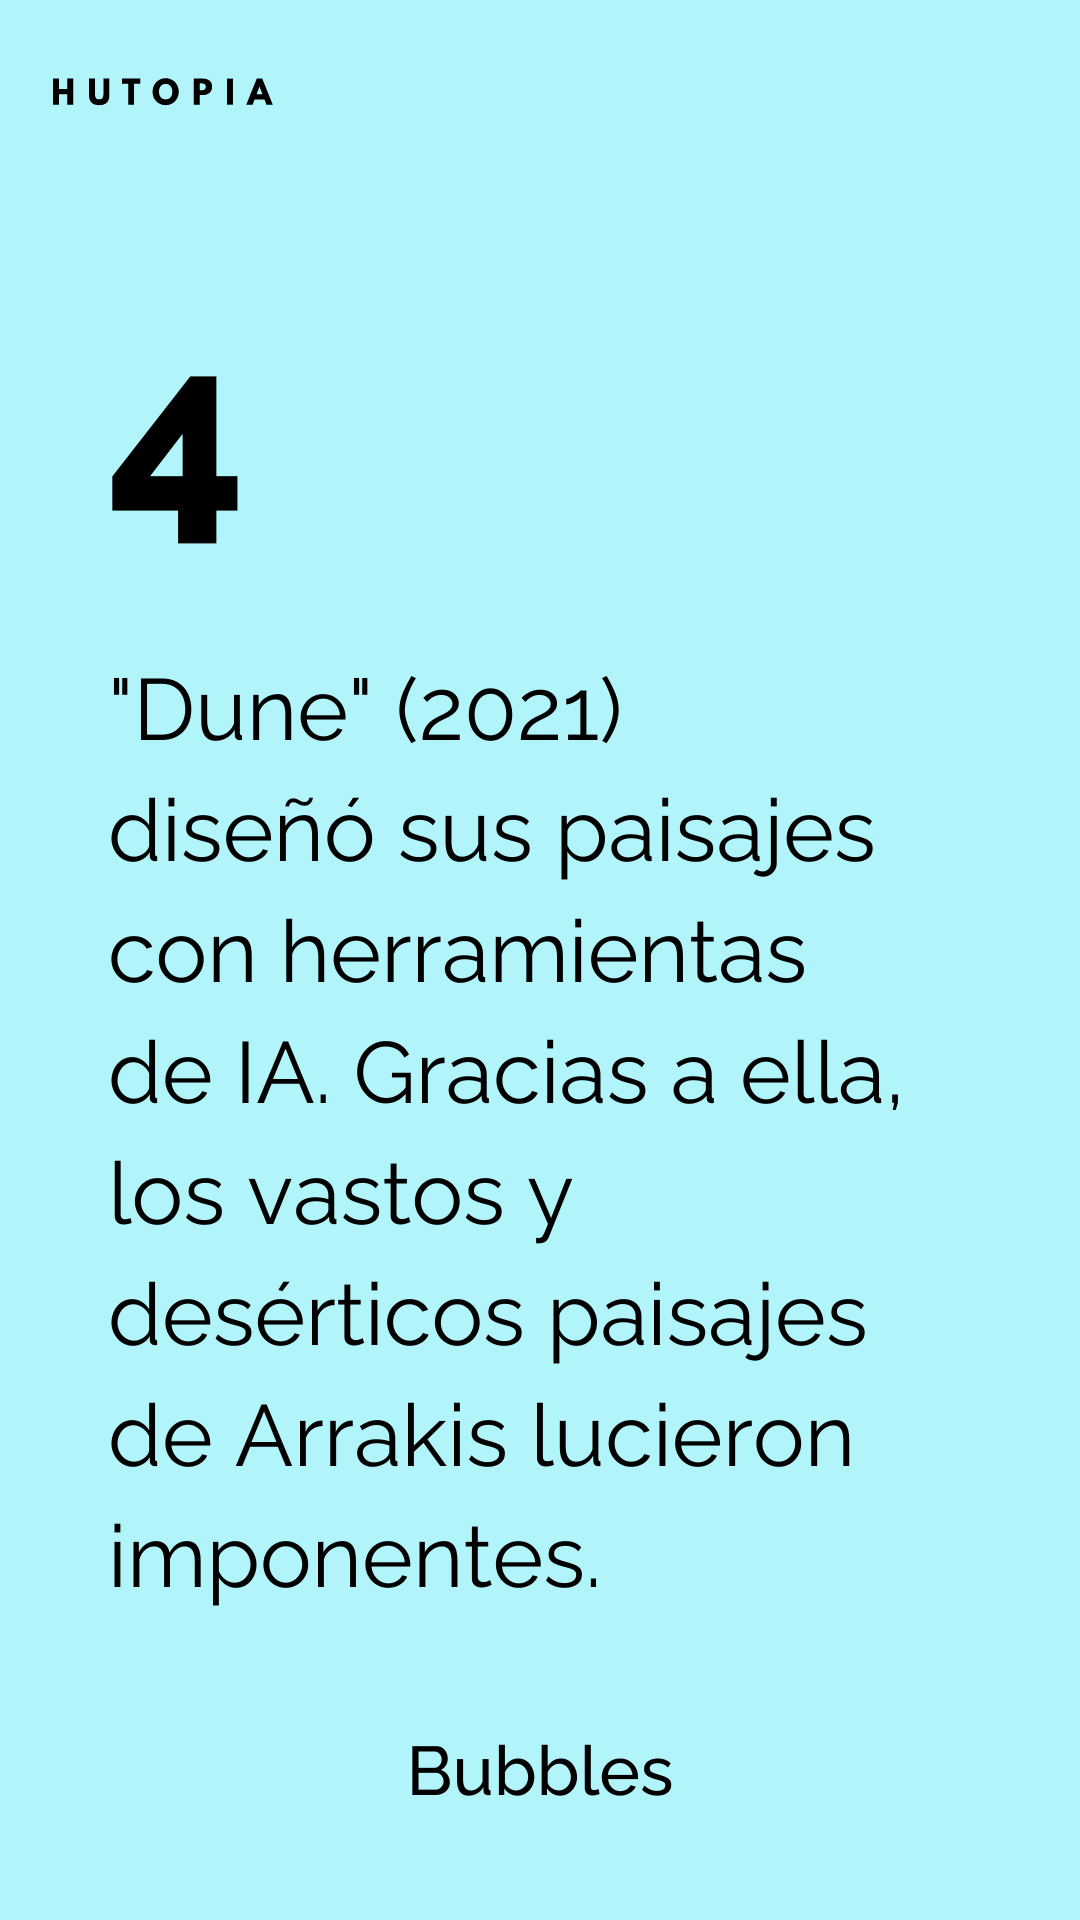 HUTOPIA
4
"Dune" (2021)
diseñó sus paisajes
con herramientas
de IA. Gracias a ella,
los vastos y
desérticos paisajes
de Arrakis lucieron
imponentes.
Bubbles